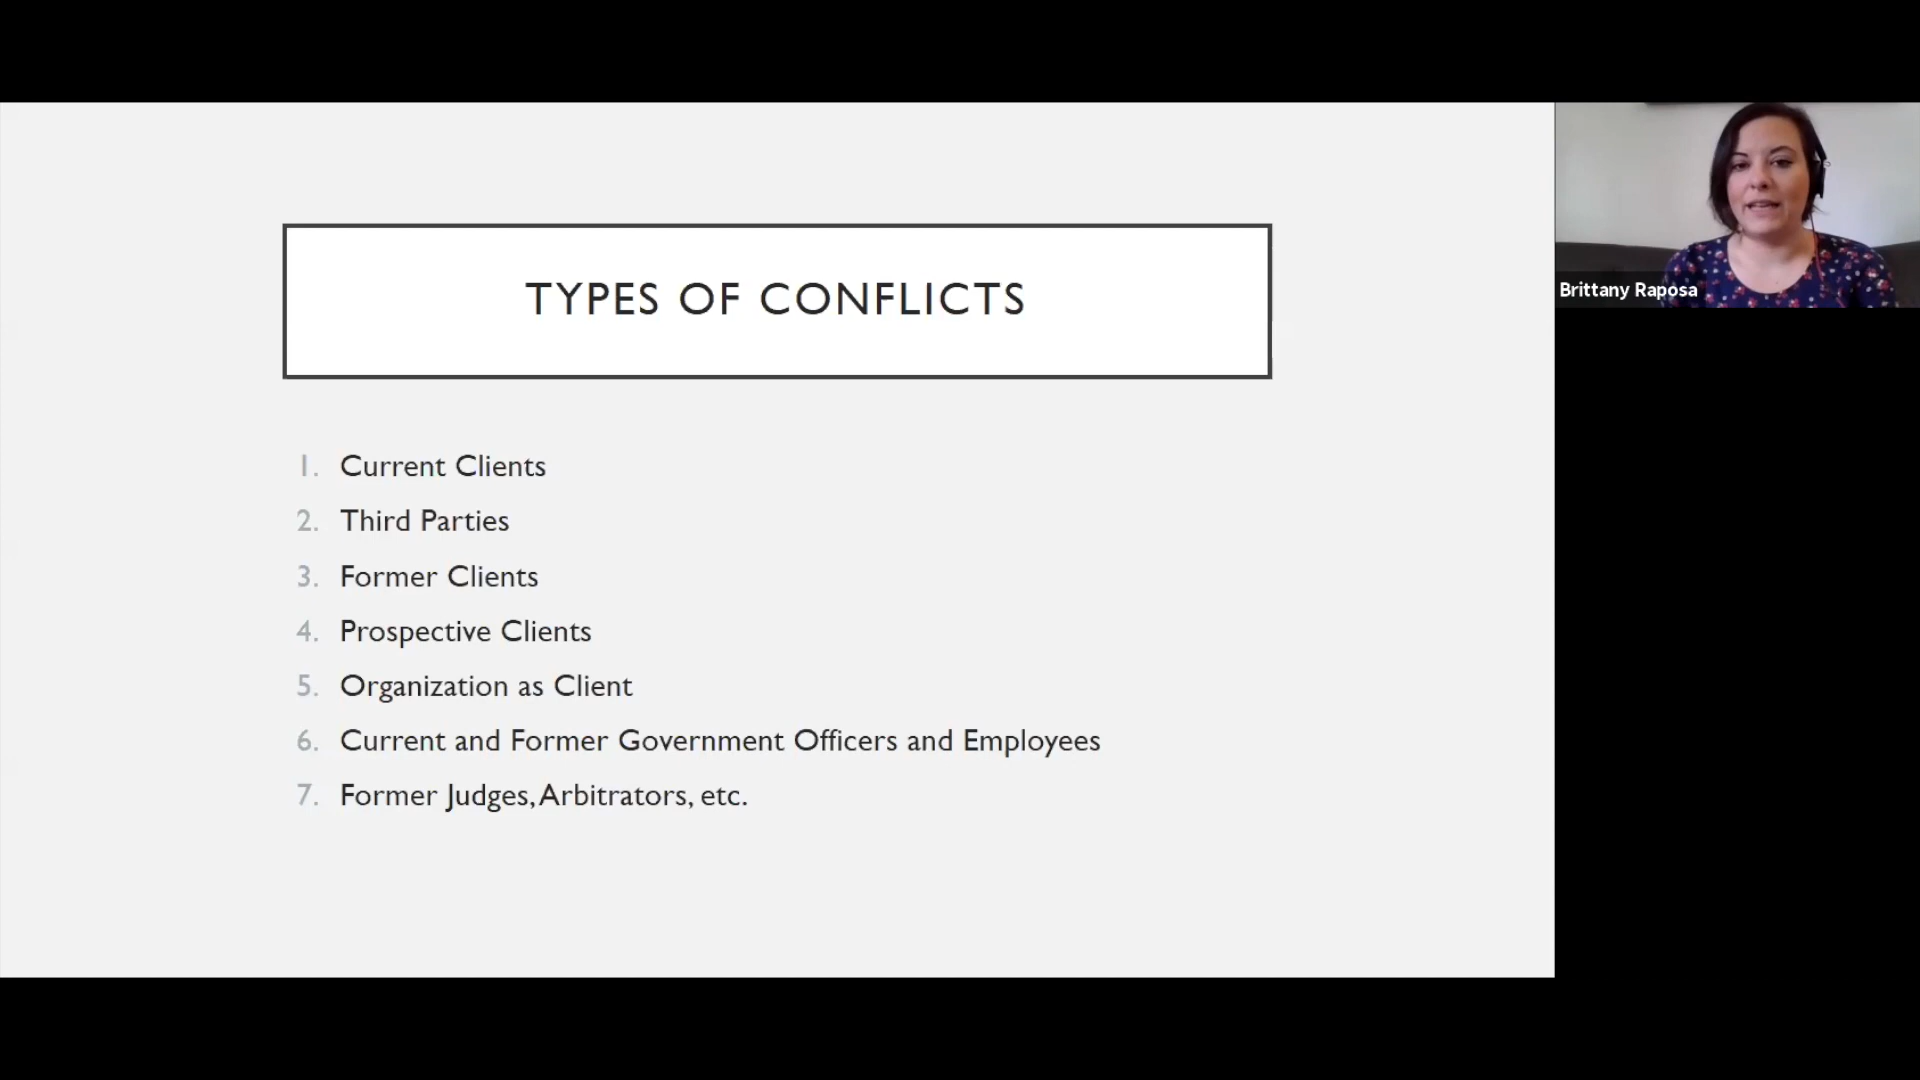 TYPES OF CONFLICTS
1. Current Clients
2. Third Parties
3. Former Clients
4. Prospective Clients
5. Organization as Client
6. Current and Former Government Officers and Employees
7. Former Judges, Arbitrators, etc.
Brittany Raposa